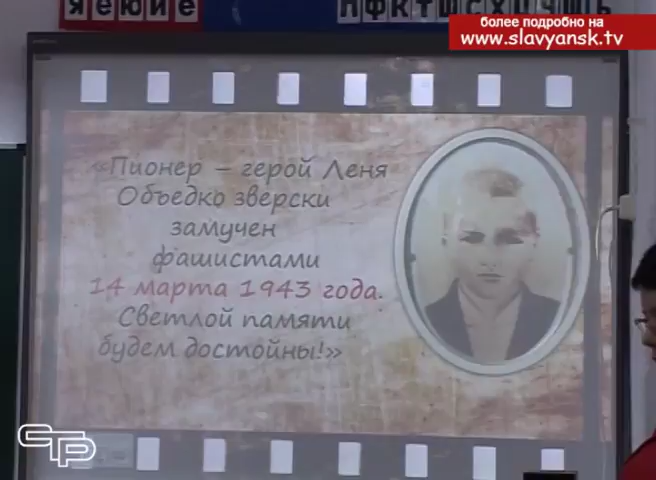 Я Е Ю И Е
П Ф К Т Ш С Х Ц Ч Щ Ь
более подробно на
www.slavyansk.tv
«Пионер – герой Леня
Объедко зверски
замучен
фашистами
14 марта 1943 года.
Светлой памяти
будем достойны!»
СТР